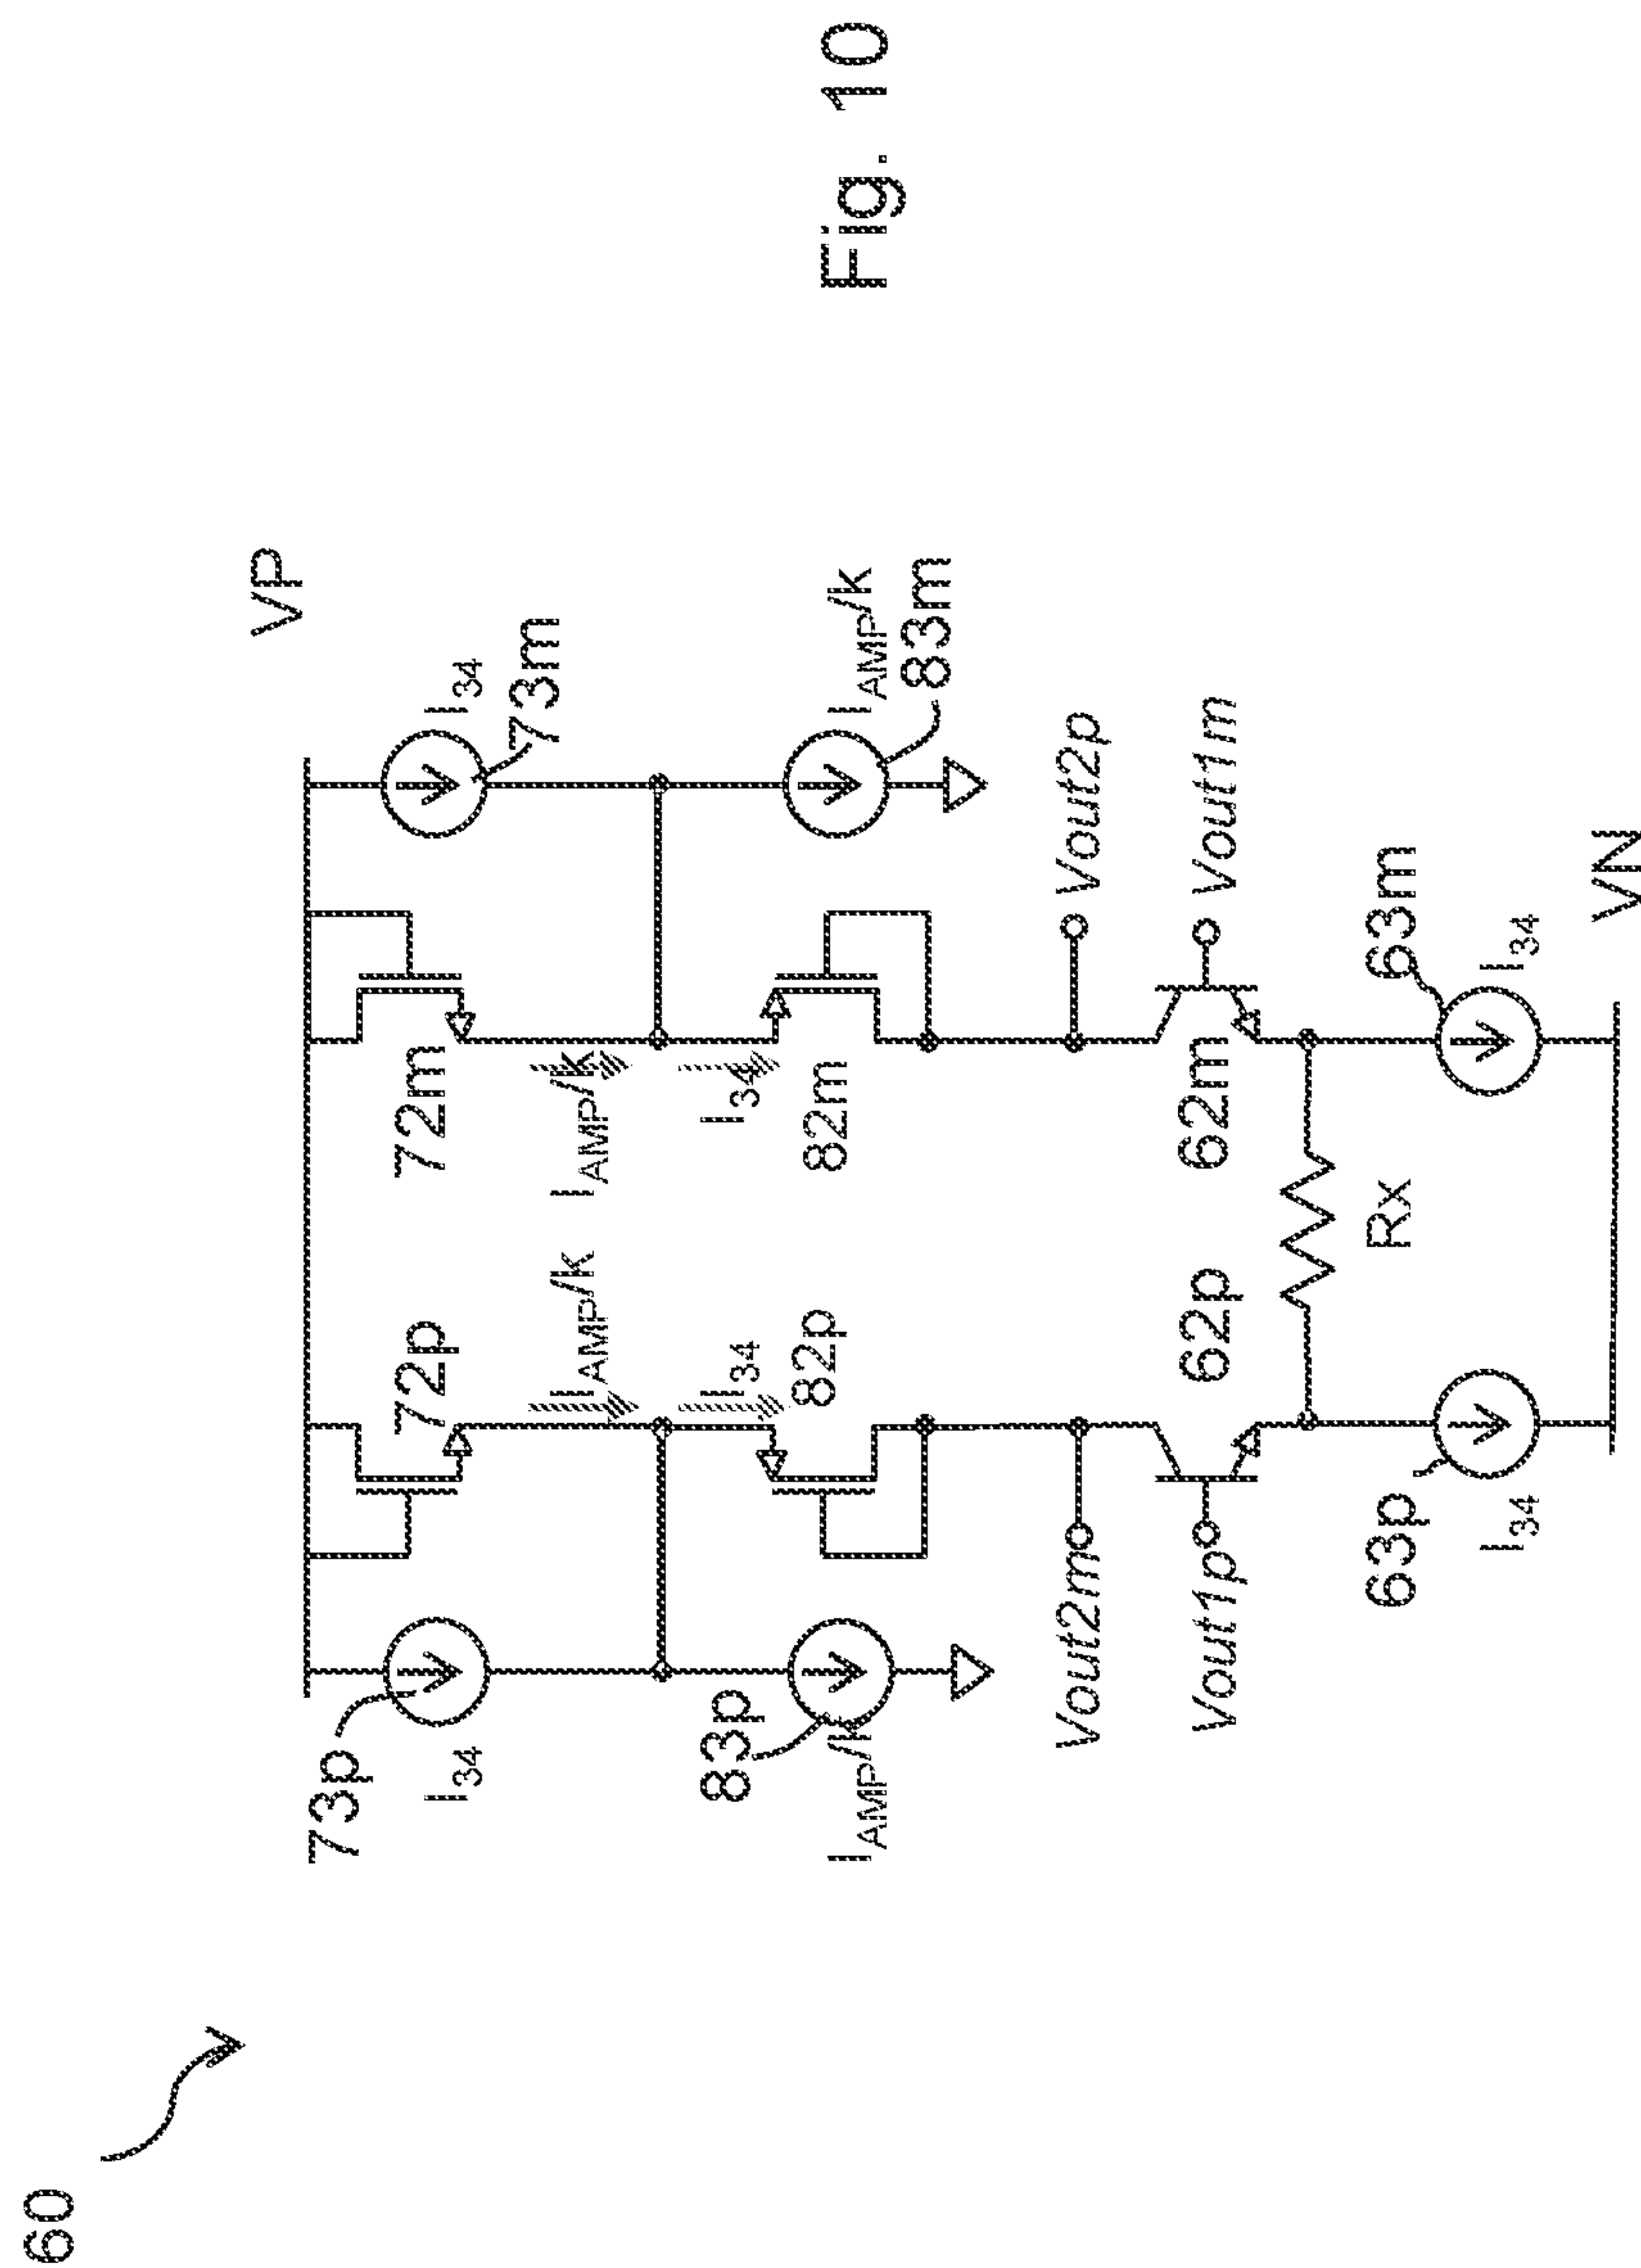 60
73p
I34
83p
IAMP/k
72p
IAMP/k
I34
82p
Vout2m
Vout1p
62p
63p
I34
Rx
72m
IAMP/k
I34
82m
62m
63m
I34
VN
Vout2p
Vout1m
VP
I34
73m
IAMP/k
83m
Fig. 10